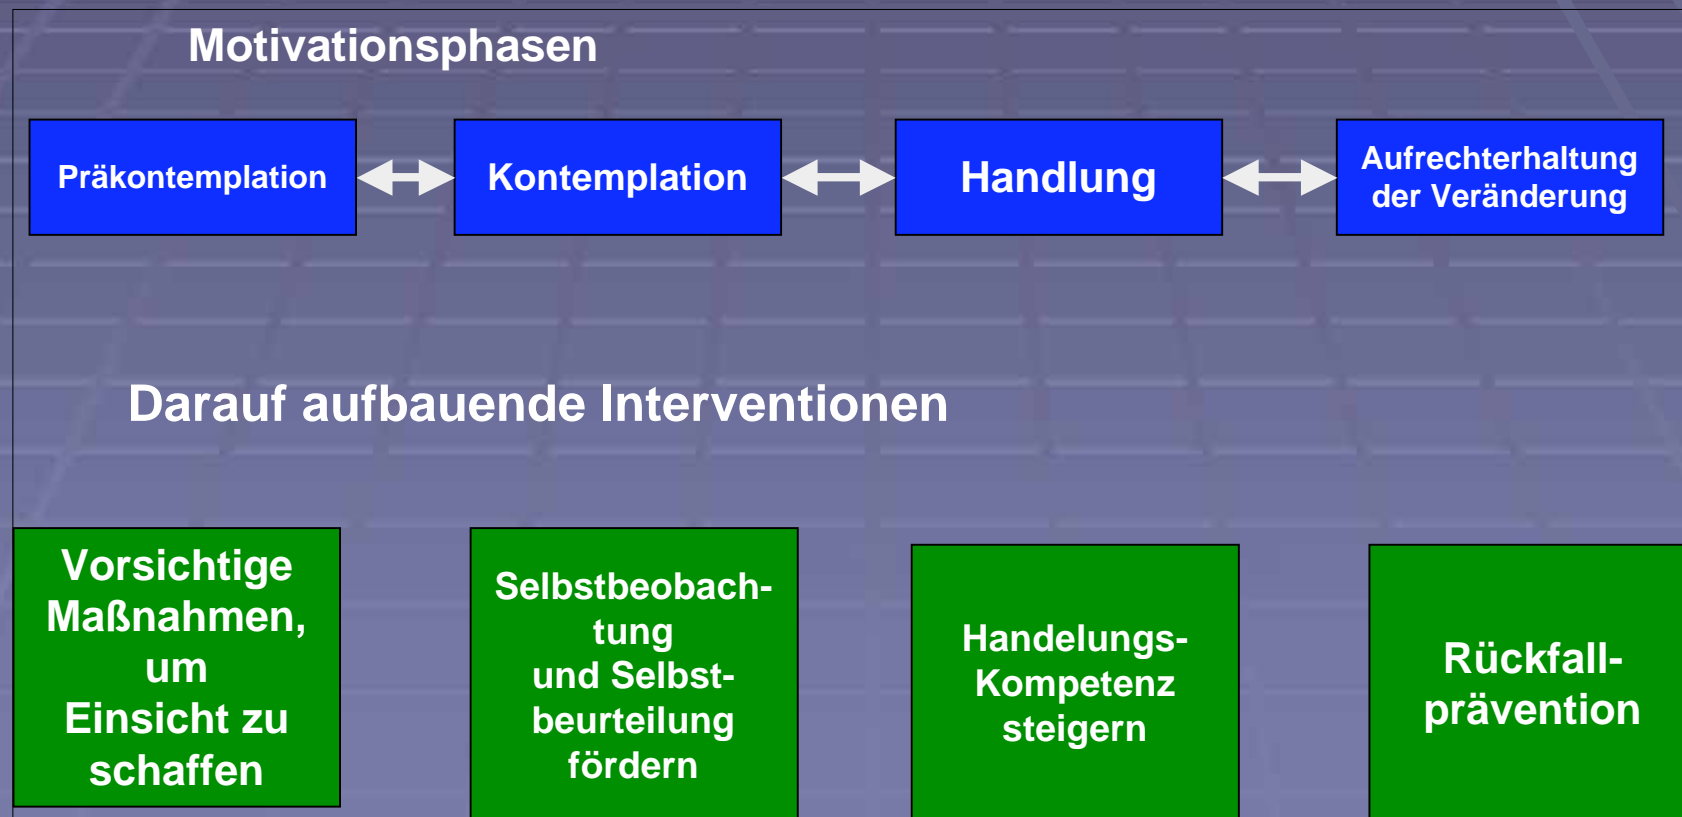 Motivationsphasen
Präkontemplation
Kontemplation
Handlung
Aufrechterhaltung
der Veränderung
Darauf aufbauende Interventionen
Vorsichtige
Maßnahmen,
um
Einsicht zu
schaffen
Selbstbeobach-
tung
und Selbst-
beurteilung
fördern
Handelungs-
Kompetenz
steigern
Rückfall-
prävention